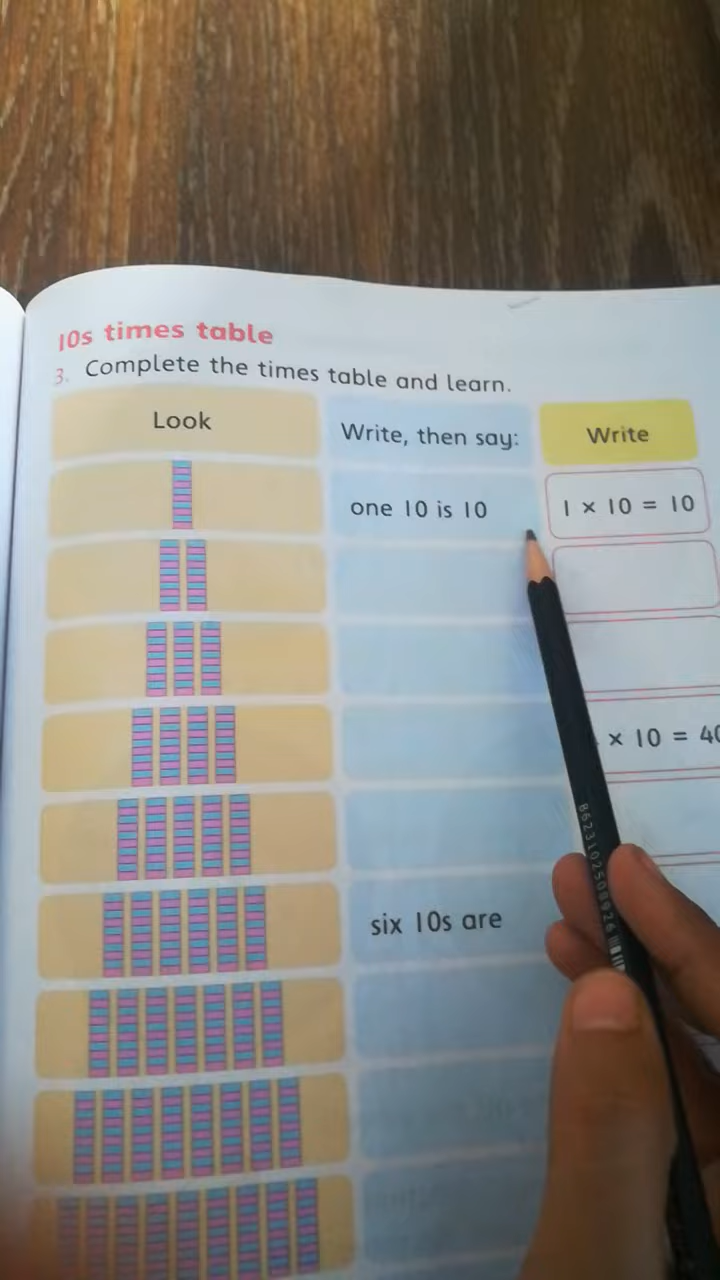 10s times table
3. Complete the times table and learn.
Look
Write, then say:
Write
one 10 is 10
1 × 10 = 10
× 10 = 40
six 10s are
8623102508926